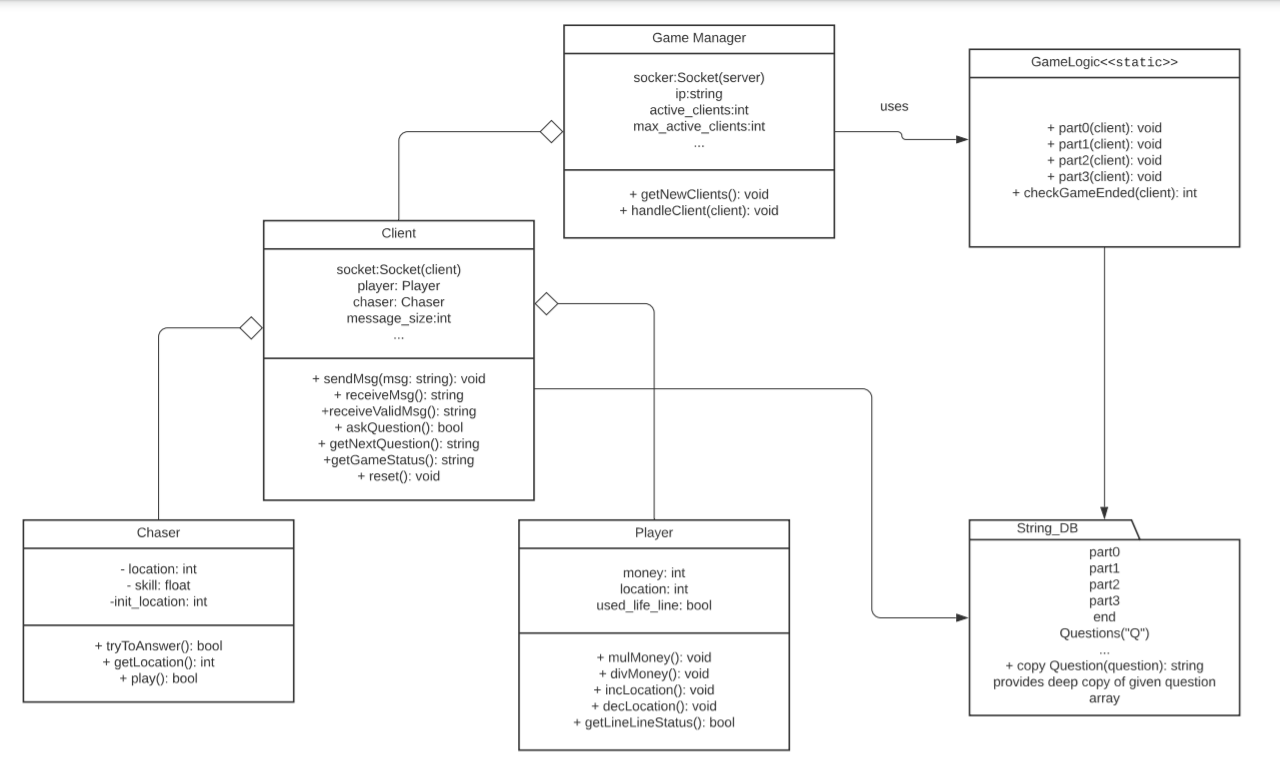 Game Manager
socker:Socket(server)
ip:string
active_clients:int
max_active_clients:int
...
+ getNewClients(): void
+ handleClient(client): void
uses
GameLogic<<static>>
+ part0(client): void
+ part1(client): void
+ part2(client): void
+ part3(client): void
+ checkGameEnded(client): int
Client
socket:Socket(client)
player: Player
chaser: Chaser
message_size:int
...
+ sendMsg(msg: string): void
+ receiveMsg(): string
+receiveValidMsg(): string
+ askQuestion(): bool
+ getNextQuestion(): string
+getGameStatus(): string
+ reset(): void
Chaser
- location: int
- skill: float
-init_location: int
+ tryToAnswer(): bool
+ getLocation(): int
+ play(): bool
Player
money: int
location: int
used_life_line: bool
+ mulMoney(): void
+ divMoney(): void
+ incLocation(): void
+ decLocation(): void
+ getLineLineStatus(): bool
String_DB
part0
part1
part2
part3
end
Questions("Q")
...
+ copy Question(question): string
provides deep copy of given question
array